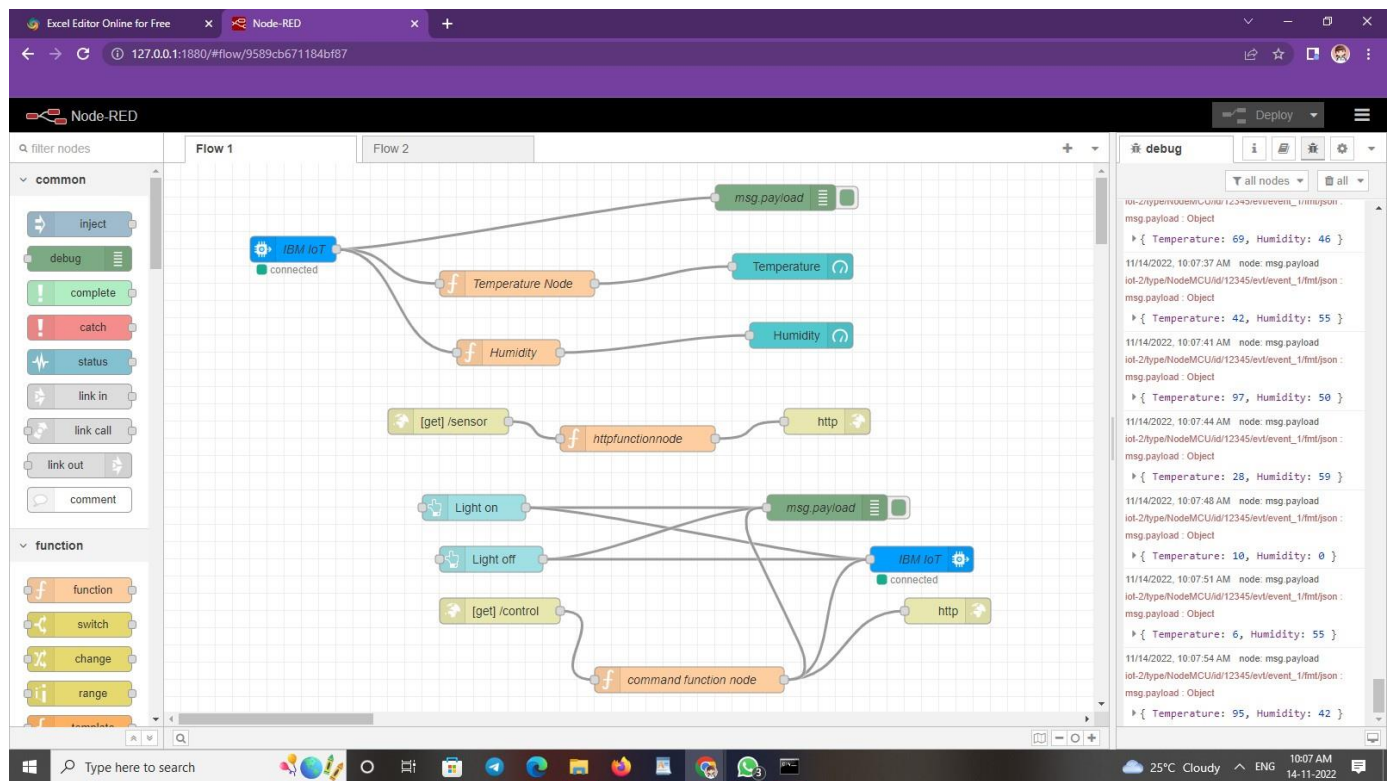 Excel Editor Online for Free
Node-RED
127.0.0.1:1880/#flow/9589cb671184bf87
Node-RED
Deploy
filter nodes
Flow 1
Flow 2
debug
i
all nodes
all
common
inject
debug
complete
catch
status
link in
link call
link out
comment
function
function
switch
change
range
template
msg.payload
IBM IoT
connected
Temperature Node
Temperature
Humidity
Humidity
[get] /sensor
httpfunctionnode
http
Light on
msg.payload
Light off
IBM IoT
connected
[get] /control
http
command function node
iot-2/type/NodeMCU/id/12345/evt/event_1/fmt/json :
msg.payload : Object
{ Temperature: 69, Humidity: 46 }
11/14/2022, 10:07:37 AM node: msg.payload
iot-2/type/NodeMCU/id/12345/evt/event_1/fmt/json :
msg.payload : Object
{ Temperature: 42, Humidity: 55 }
11/14/2022, 10:07:41 AM node: msg.payload
iot-2/type/NodeMCU/id/12345/evt/event_1/fmt/json :
msg.payload : Object
{ Temperature: 97, Humidity: 50 }
11/14/2022, 10:07:44 AM node: msg.payload
iot-2/type/NodeMCU/id/12345/evt/event_1/fmt/json :
msg.payload : Object
{ Temperature: 28, Humidity: 59 }
11/14/2022, 10:07:48 AM node: msg.payload
iot-2/type/NodeMCU/id/12345/evt/event_1/fmt/json :
msg.payload : Object
{ Temperature: 10, Humidity: 0 }
11/14/2022, 10:07:51 AM node: msg.payload
iot-2/type/NodeMCU/id/12345/evt/event_1/fmt/json :
msg.payload : Object
{ Temperature: 6, Humidity: 55 }
11/14/2022, 10:07:54 AM node: msg.payload
iot-2/type/NodeMCU/id/12345/evt/event_1/fmt/json :
msg.payload : Object
{ Temperature: 95, Humidity: 42 }
Type here to search
3
25°C Cloudy
ENG
10:07 AM
14-11-2022